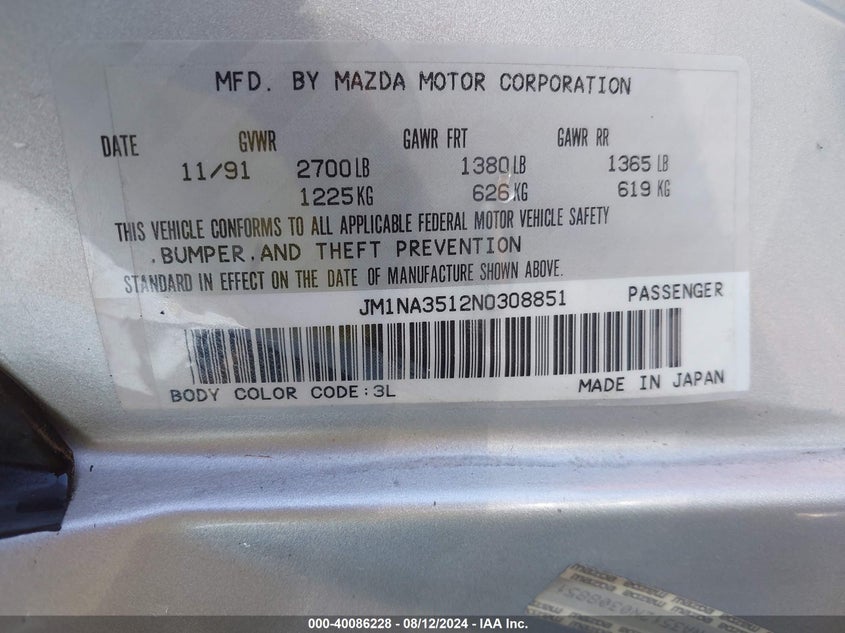 MFD. BY MAZDA MOTOR CORPORATION
DATE GVWR GAWR FRT GAWR RR
11/91 2700LB 1380LB 1365LB
1225KG 626KG 619KG
THIS VEHICLE CONFORMS TO ALL APPLICABLE FEDERAL MOTOR VEHICLE SAFETY
,BUMPER,AND THEFT PREVENTION
STANDARD IN EFFECT ON THE DATE OF MANUFACTURE SHOWN ABOVE.
JM1NA3512N0308851 PASSENGER
BODY COLOR CODE:3L MADE IN JAPAN
mazda mazda mazda
000-40086228 - 08/12/2024 - IAA Inc.